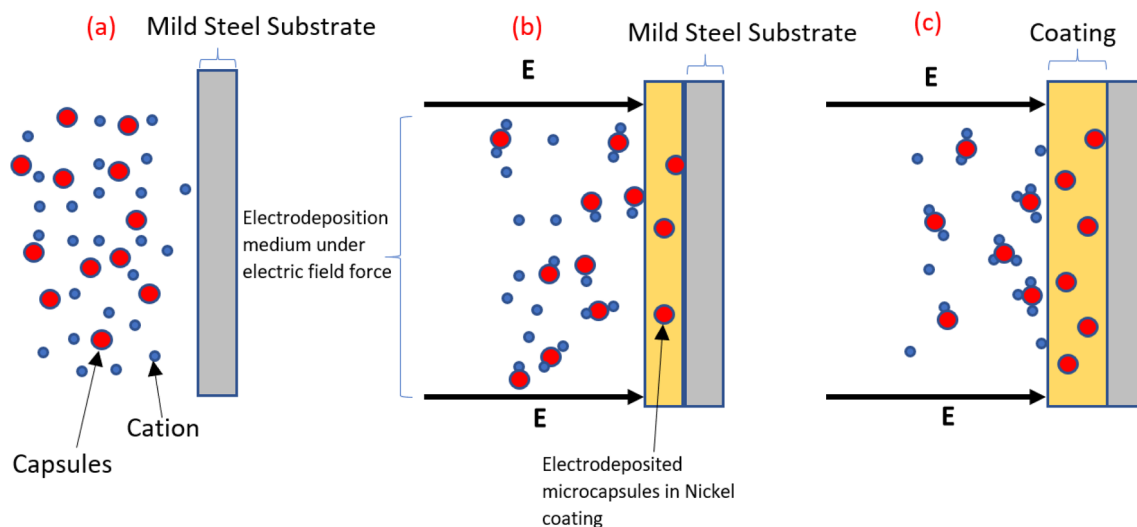 (a)
Mild Steel Substrate
Capsules
Cation
(b)
Mild Steel Substrate
E
Electrodeposition
medium under
electric field force
E
Electrodeposited
microcapsules in Nickel
coating
(c)
Coating
E
E